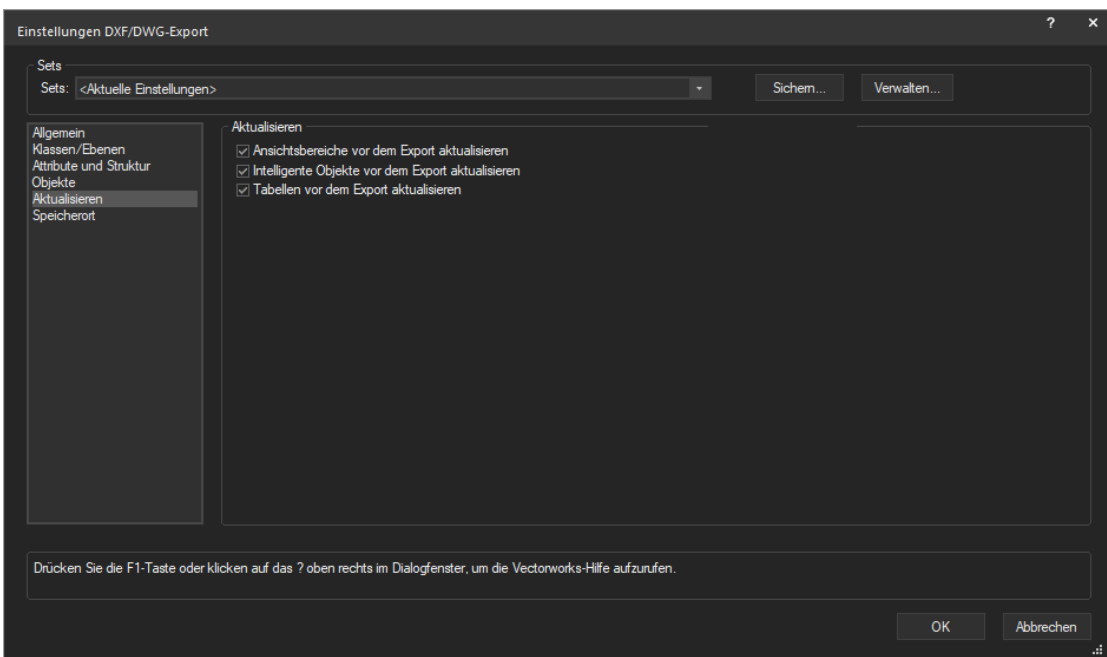 Einstellungen DXF/DWG-Export
? ×
Sets
Sets: <Aktuelle Einstellungen>
Sichern...
Verwalten...
Allgemein
Klassen/Ebenen
Attribute und Struktur
Objekte
Aktualisieren
Speicherort
Aktualisieren
Ansichtsbereiche vor dem Export aktualisieren
Intelligente Objekte vor dem Export aktualisieren
Tabellen vor dem Export aktualisieren
Drücken Sie die F1-Taste oder klicken auf das ? oben rechts im Dialogfenster, um die Vectorworks-Hilfe aufzurufen.
OK
Abbrechen